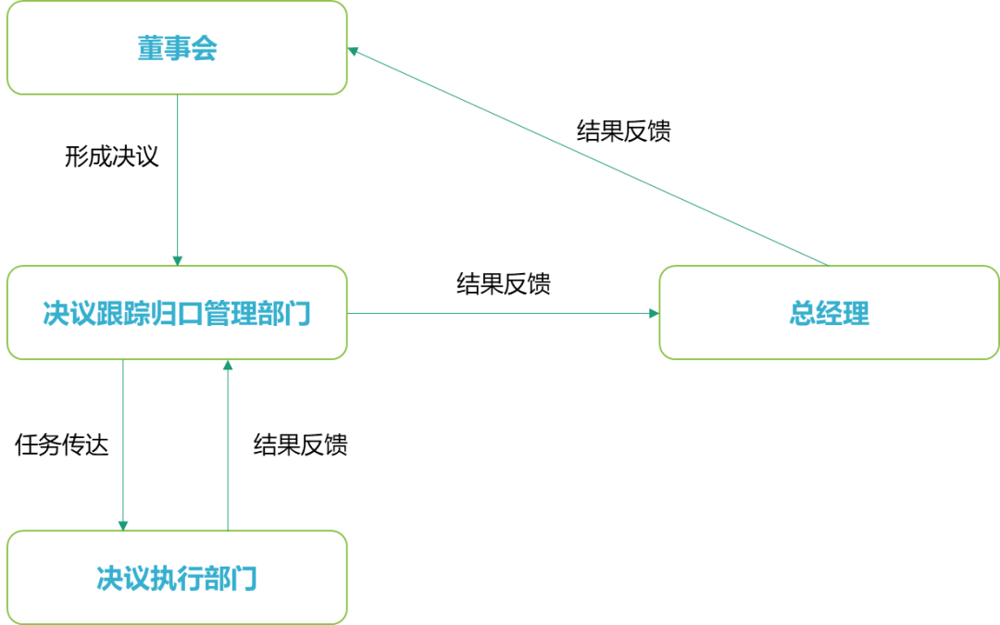 董事会
形成决议
结果反馈
决议跟踪归口管理部门
结果反馈
总经理
任务传达
结果反馈
决议执行部门